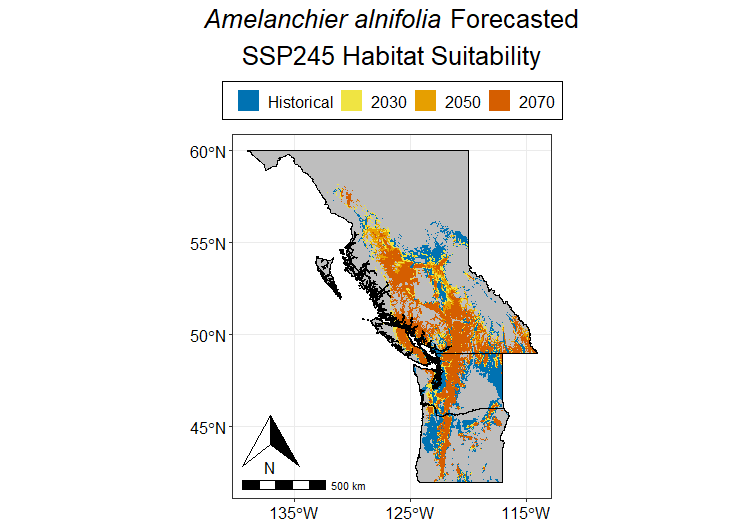 Amelanchier alnifolia Forecasted
SSP245 Habitat Suitability
Historical 2030 2050 2070
60°N
55°N
50°N
45°N
N
500 km
135°W 125°W 115°W